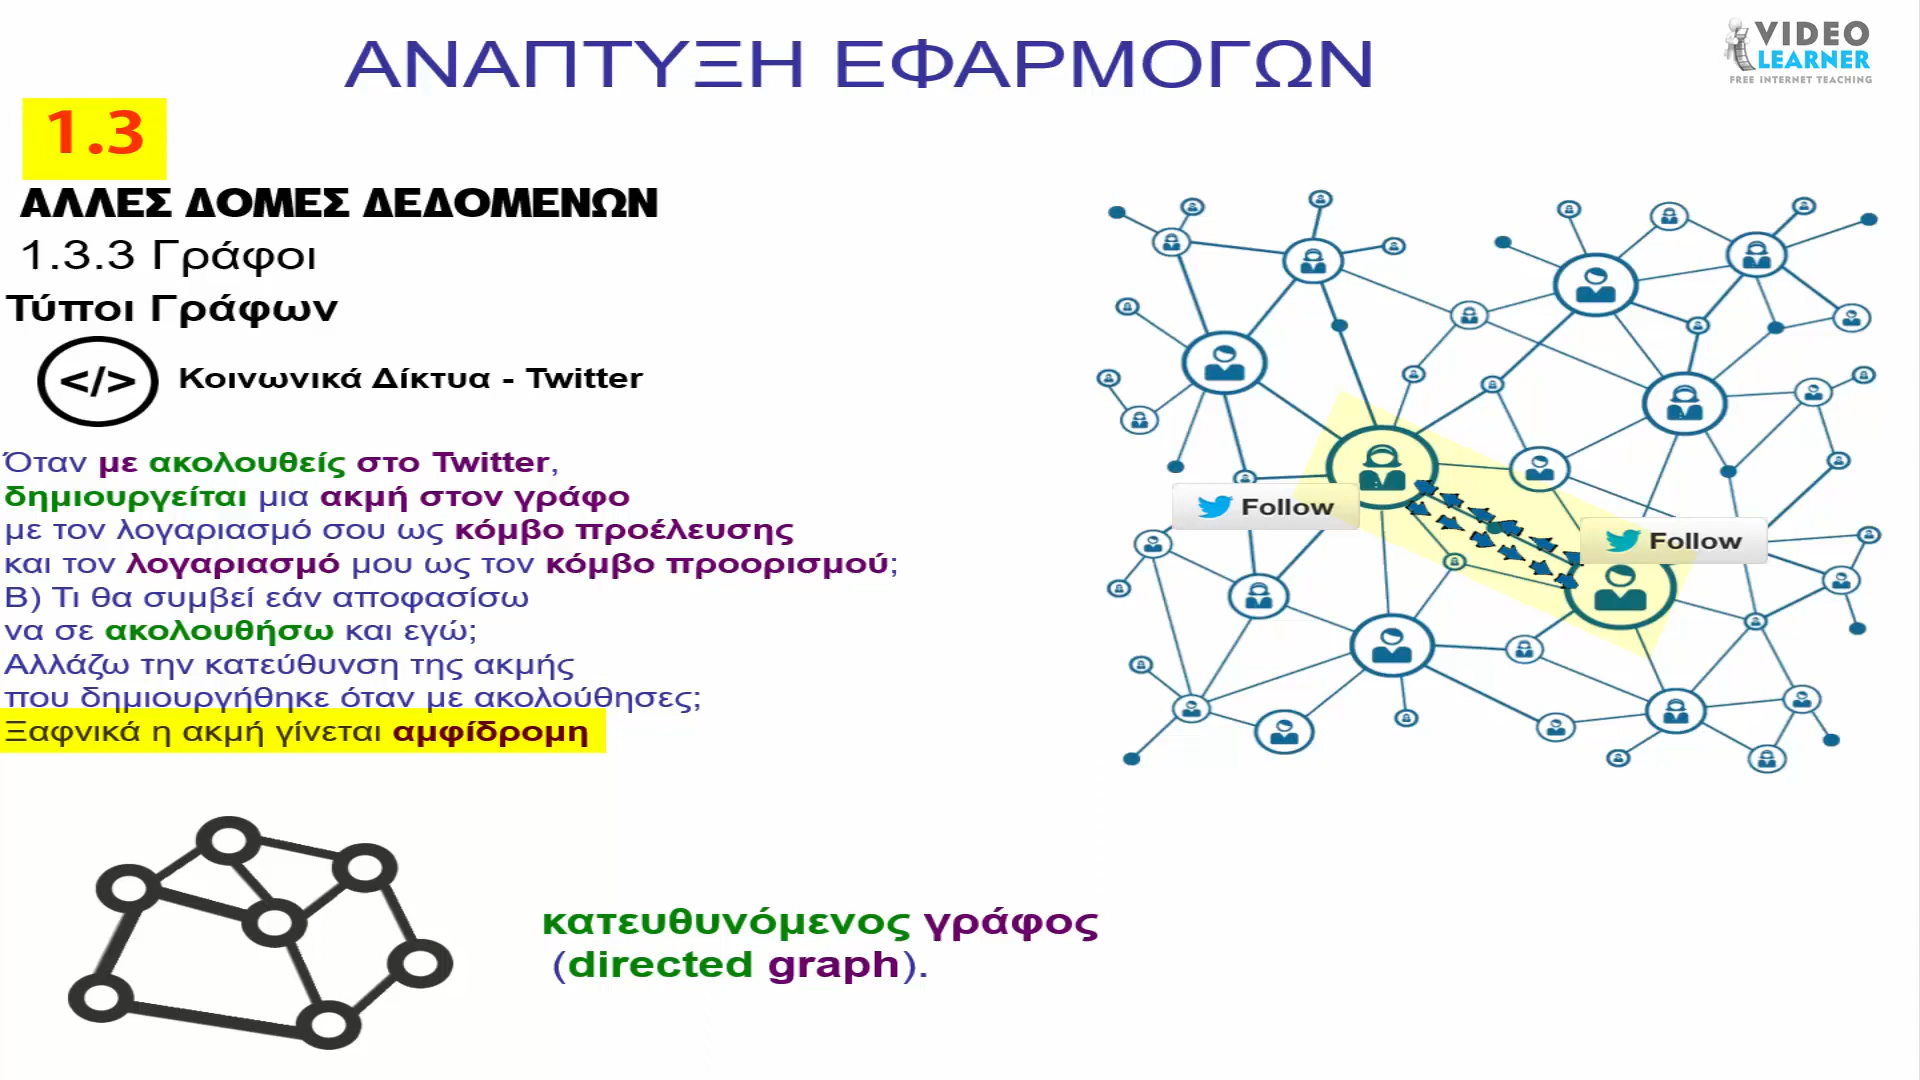 ΑΝΑΠΤΥΞΗ ΕΦΑΡΜΟΓΩΝ
VIDEO
LEARNER
FREE INTERNET TEACHING
1.3
ΑΛΛΕΣ ΔΟΜΕΣ ΔΕΔΟΜΕΝΩΝ
1.3.3 Γράφοι
Τύποι Γράφων
</> Κοινωνικά Δίκτυα - Twitter
Όταν με ακολουθείς στο Twitter,
δημιουργείται μια ακμή στον γράφο
με τον λογαριασμό σου ως κόμβο προέλευσης
και τον λογαριασμό μου ως τον κόμβο προορισμού;
Β) Τι θα συμβεί εάν αποφασίσω
να σε ακολουθήσω και εγώ;
Αλλάζω την κατεύθυνση της ακμής
που δημιουργήθηκε όταν με ακολούθησες;
Ξαφνικά η ακμή γίνεται αμφίδρομη
Follow
Follow
κατευθυνόμενος γράφος
(directed graph).